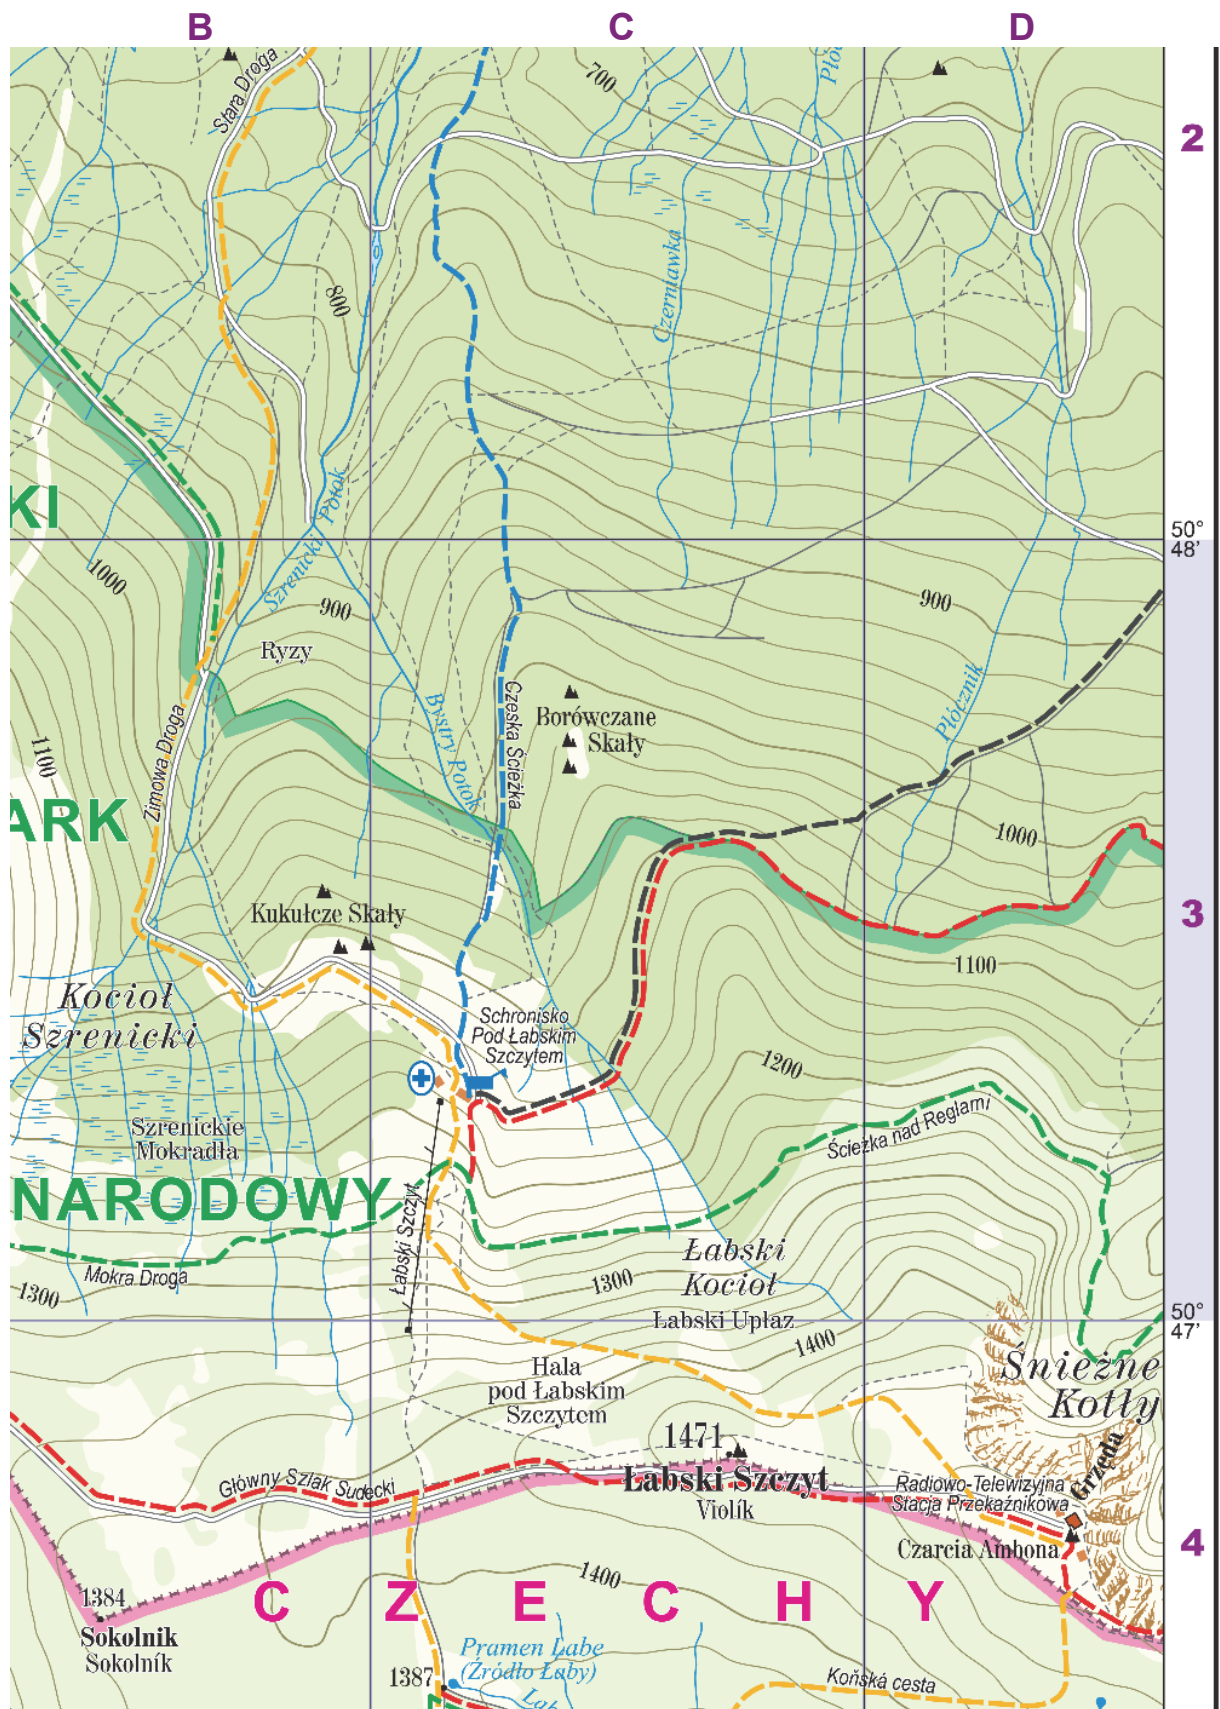 B
C
D
Stara Droga
700
Płóc
2
Czerniawka
800
KI
Szrenicki Potok
50°
48'
1000
900
900
Ryzy
Bystry Potok
Czeska Ścieżka
Borówczane
Skały
Płócznik
Zimowa Droga
1100
ARK
1000
Kukułcze Skały
3
1100
Kocioł
Szrenicki
Schronisko
Pod Łabskim
Szczytem
1200
Szrenickie
Mokradła
Ścieżka nad Reglami
NARODOWY
Łabski Szczyt
Mokra Droga
Łabski
Kocioł
1300
1300
Łabski Upłaz
50°
47'
1400
Hala
pod Łabskim
Szczytem
Śnieżne
Kotły
1471
Łabski Szczyt
Violík
Grzęda
Główny Szlak Sudecki
Radiowo-Telewizyjna
Stacja Przekaźnikowa
Czarcia Ambona
4
1384
Sokolnik
Sokolník
C Z E C H Y
1400
Pramen Labe
(Źródło Łaby)
1387
Lab
Koňská cesta